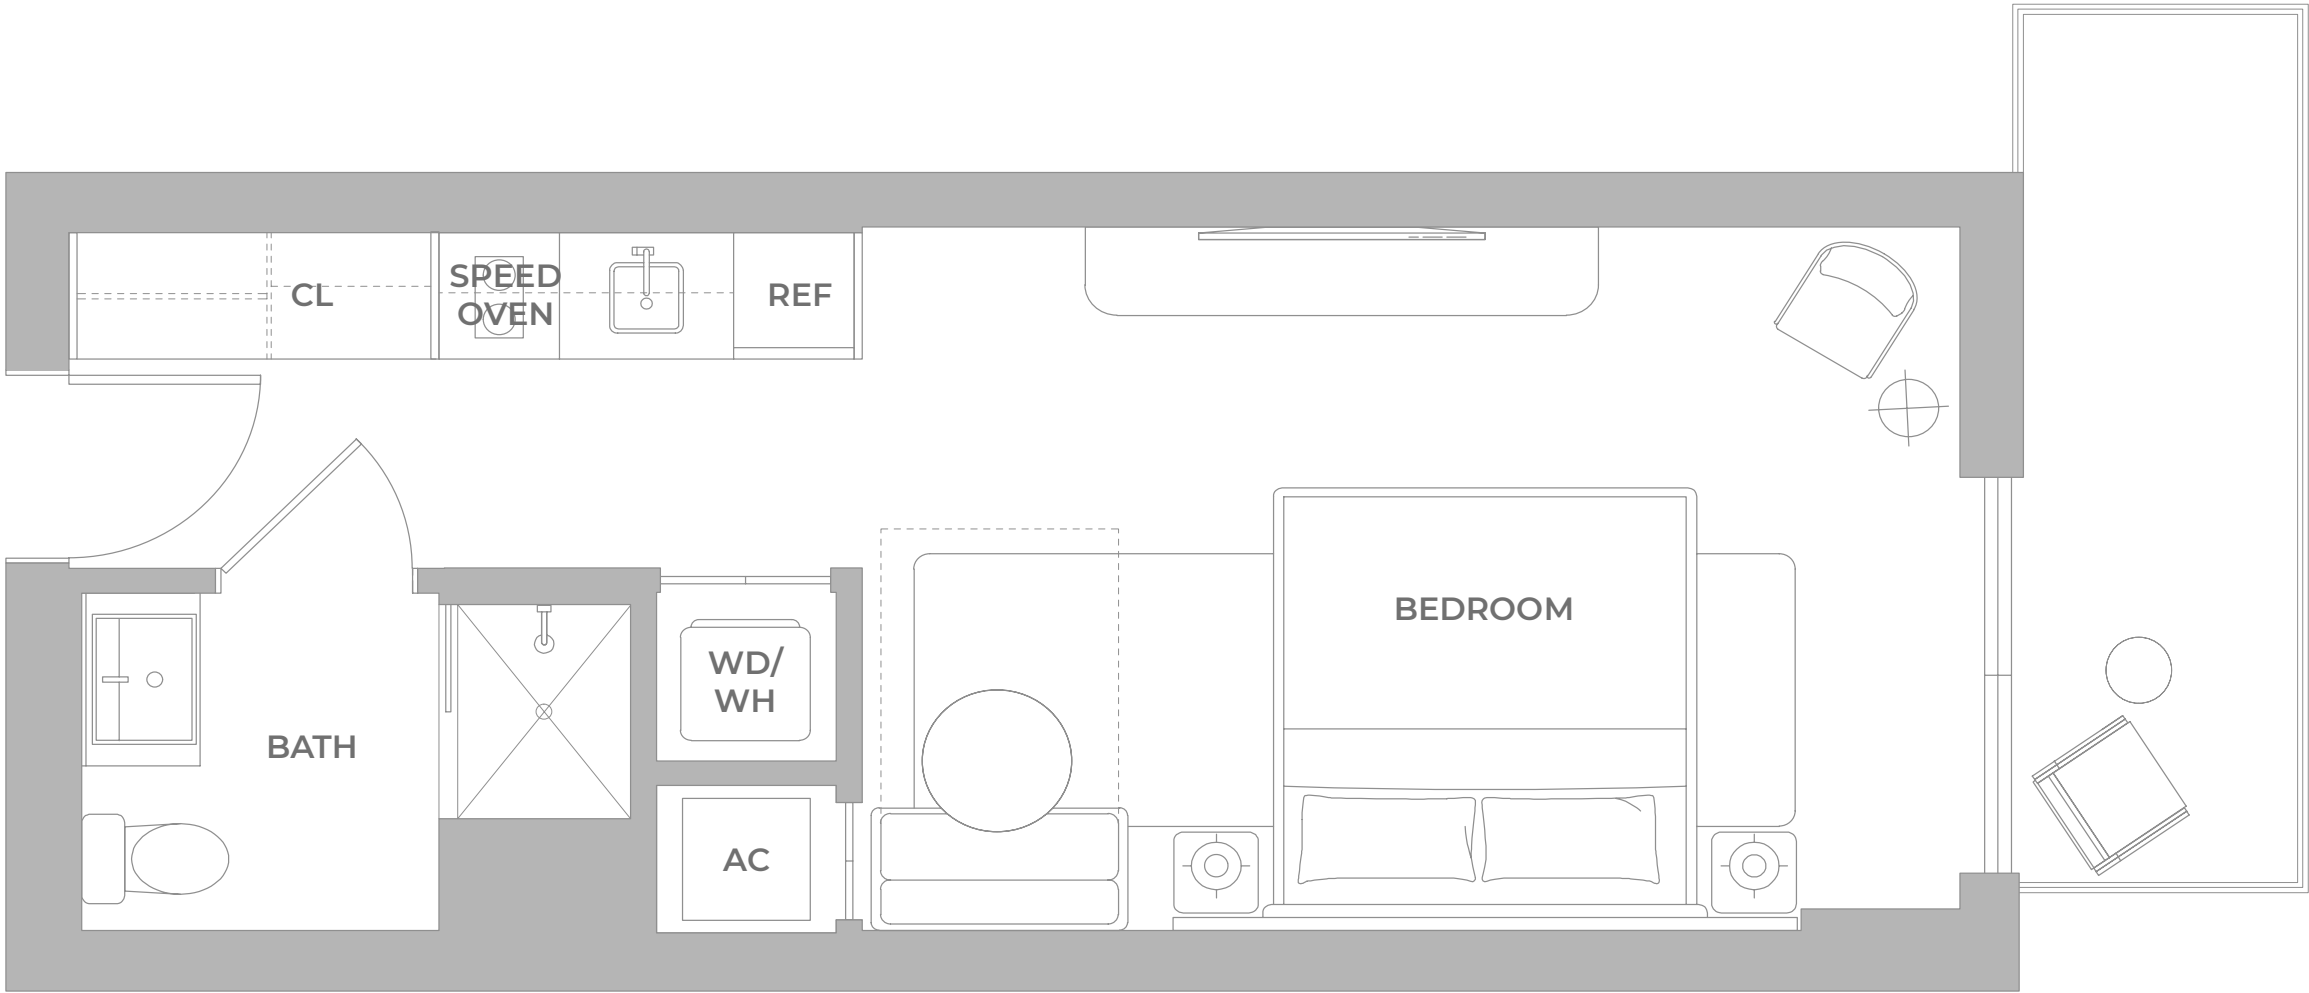 CL
SPEED
OVEN
REF
BEDROOM
WD/
WH
BATH
AC